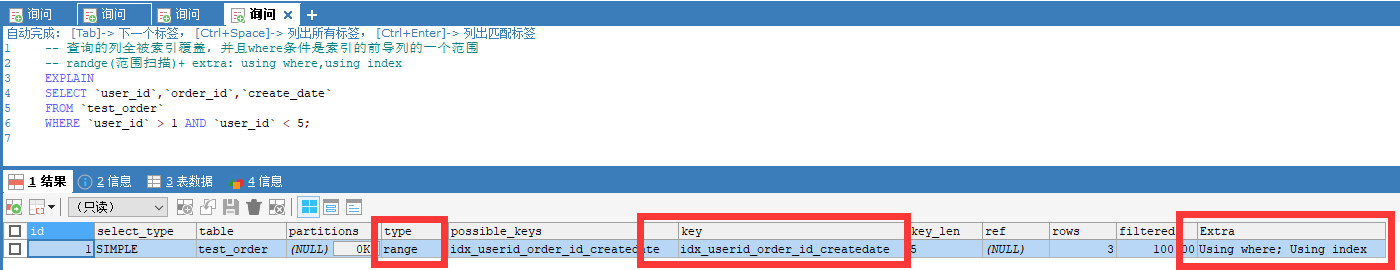 询问 询问 询问 询问
自动完成: [Tab]-> 下一个标签, [Ctrl+Space]-> 列出所有标签, [Ctrl+Enter]-> 列出匹配标签
1 -- 查询的列全被索引覆盖，并且where条件是索引的前导列的一个范围
2 -- randge(范围扫描)+ extra: using where,using index
3 EXPLAIN
4 SELECT `user_id`,`order_id`,`create_date`
5 FROM `test_order`
6 WHERE `user_id` > 1 AND `user_id` < 5;
7
1 结果 2 信息 3 表数据 4 信息
（只读）
id select_type table partitions type possible_keys key key_len ref rows filtered Extra
1 SIMPLE test_order (NULL) 0K range idx_userid_order_id_createdate idx_userid_order_id_createdate 5 (NULL) 3 100.00 Using where; Using index